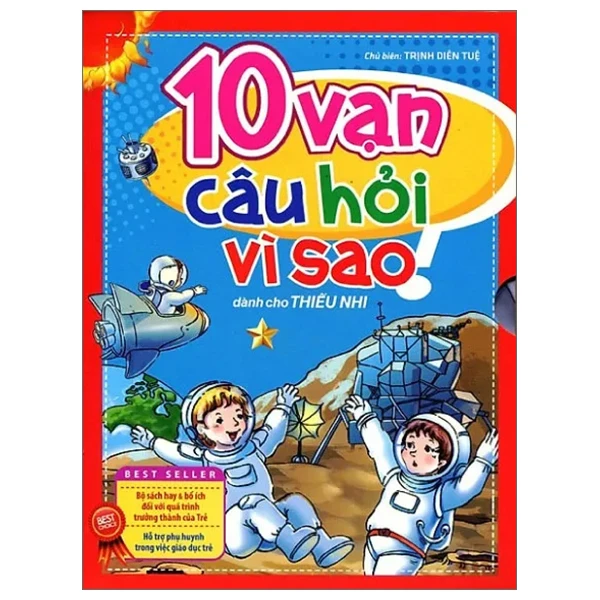 Chủ biên: TRỊNH DIÊN TUỆ
10 vạn
câu hỏi
vì sao!
dành cho THIẾU NHI
BEST SELLER
Bộ sách hay & bổ ích
đối với quá trình
trưởng thành của Trẻ
Hỗ trợ phụ huynh
trong việc giáo dục trẻ
BEST
CHOICE